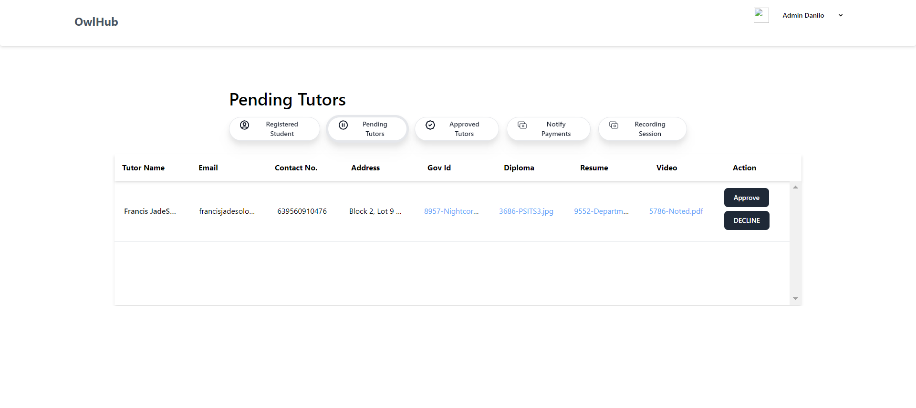 OwlHub
Admin Danilo
Pending Tutors
Registered
Student
Pending
Tutors
Approved
Tutors
Notify
Payments
Recording
Session
Tutor Name Email Contact No. Address Gov Id Diploma Resume Video Action
Francis JadeS... francisjadesolo... 639560910476 Block 2, Lot 9 ... 8957-Nightcor... 3686-PSITS3.jpg 9552-Departm... 5786-Noted.pdf Approve
DECLINE